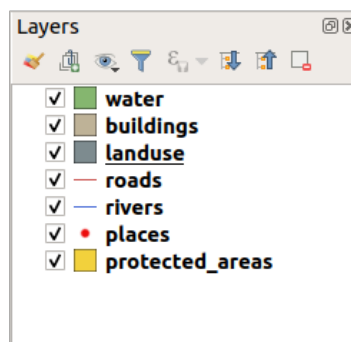 Layers
water
buildings
landuse
roads
rivers
places
protected_areas